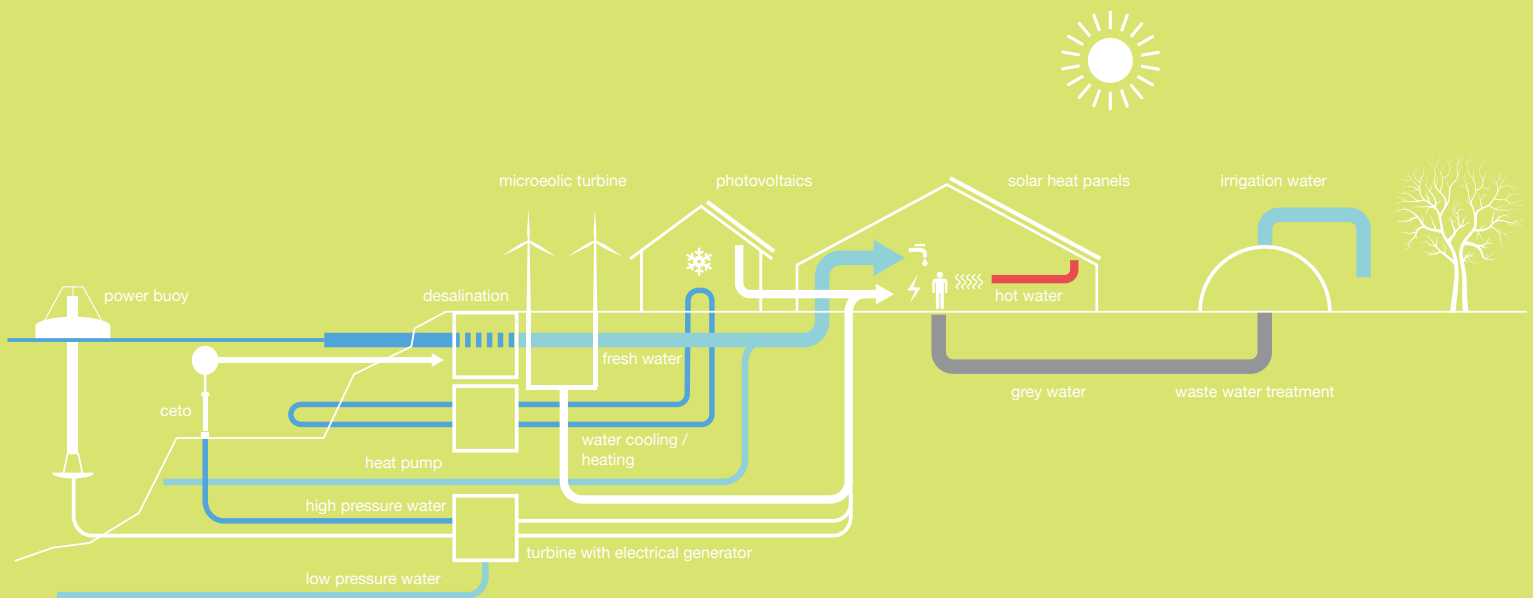 microeolic turbine
photovoltaics
solar heat panels
irrigation water
power buoy
desalination
hot water
fresh water
grey water
waste water treatment
ceto
water cooling /
heating
heat pump
high pressure water
turbine with electrical generator
low pressure water